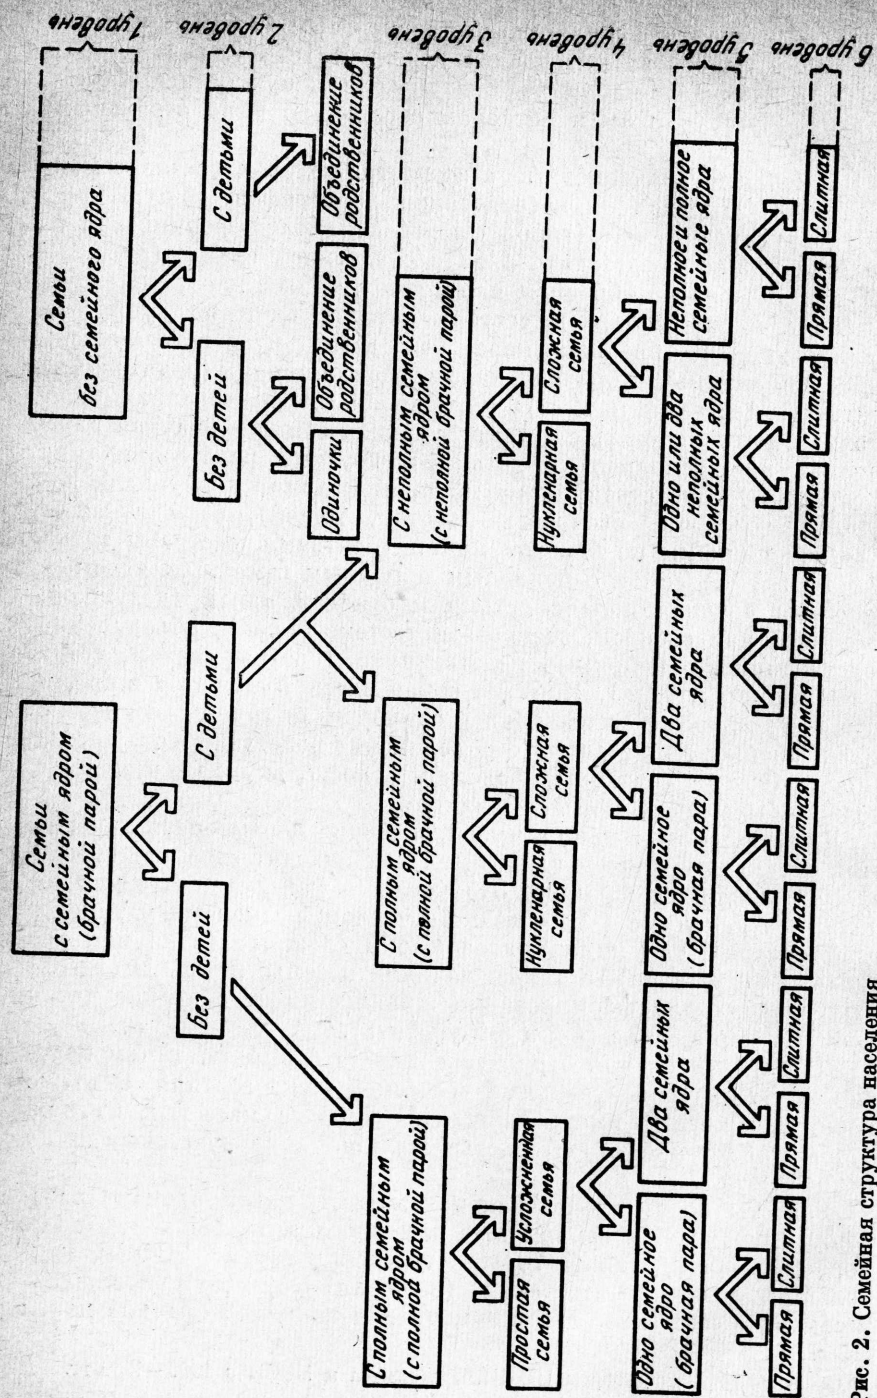 1 уровень
2 уровень
3 уровень
4 уровень
5 уровень
6 уровень
Семьи
с семейным ядром
(брачной парой)
Семьи
без семейного ядра
Без детей
С детьми
Без детей
С детьми
Одиночки
Объединение
родственников
Объединение
родственников
С полным семейным
ядром
(с полной брачной парой)
С полным семейным
ядром
(с полной брачной парой)
С неполным семейным
ядром
(с неполной брачной парой)
Простая
семья
Усложненная
семья
Нуклеарная
семья
Сложная
семья
Нуклеарная
семья
Сложная
семья
Одно семейное
ядро
(брачная пара)
Два семейных
ядра
Одно семейное
ядро
(брачная пара)
Два семейных
ядра
Одно или два
неполных
семейных ядра
Неполное и полное
семейные ядра
Прямая
Слитная
Прямая
Слитная
Прямая
Слитная
Прямая
Слитная
Прямая
Слитная
Прямая
Слитная
Рис. 2. Семейная структура населения